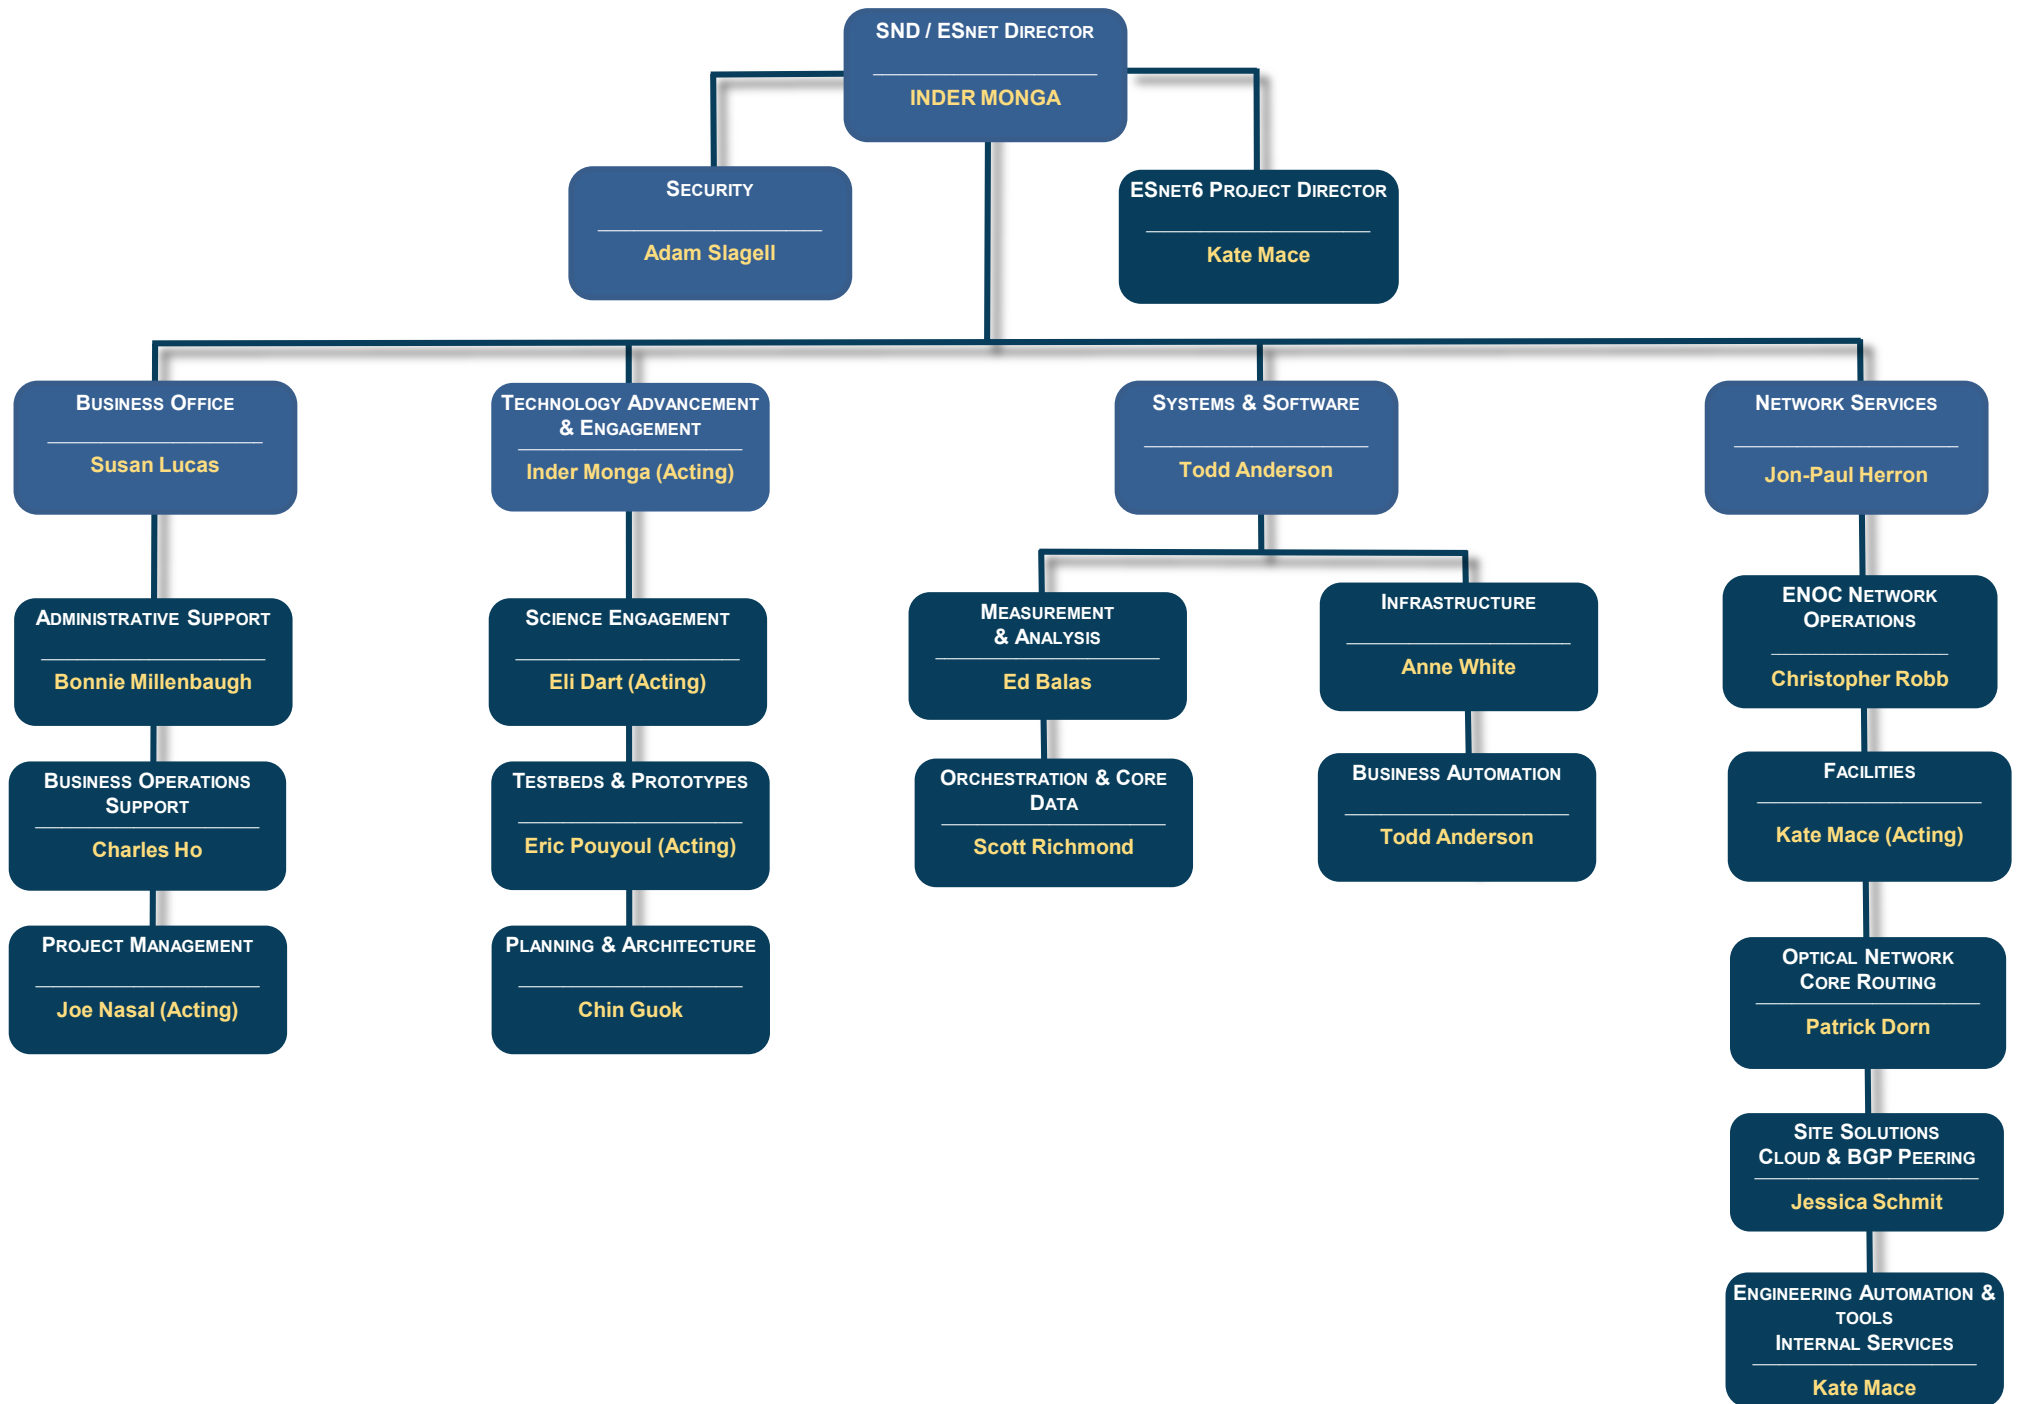 SND / ESnet Director
INDER MONGA
Security
Adam Slagell
ESnet6 Project Director
Kate Mace
Business Office
Susan Lucas
Technology Advancement
& Engagement
Inder Monga (Acting)
Systems & Software
Todd Anderson
Network Services
Jon-Paul Herron
Administrative Support
Bonnie Millenbaugh
Business Operations
Support
Charles Ho
Project Management
Joe Nasal (Acting)
Science Engagement
Eli Dart (Acting)
Testbeds & Prototypes
Eric Pouyoul (Acting)
Planning & Architecture
Chin Guok
Measurement
& Analysis
Ed Balas
Orchestration & Core
Data
Scott Richmond
Infrastructure
Anne White
Business Automation
Todd Anderson
ENOC Network
Operations
Christopher Robb
Facilities
Kate Mace (Acting)
Optical Network
Core Routing
Patrick Dorn
Site Solutions
Cloud & BGP Peering
Jessica Schmit
Engineering Automation &
tools
Internal Services
Kate Mace